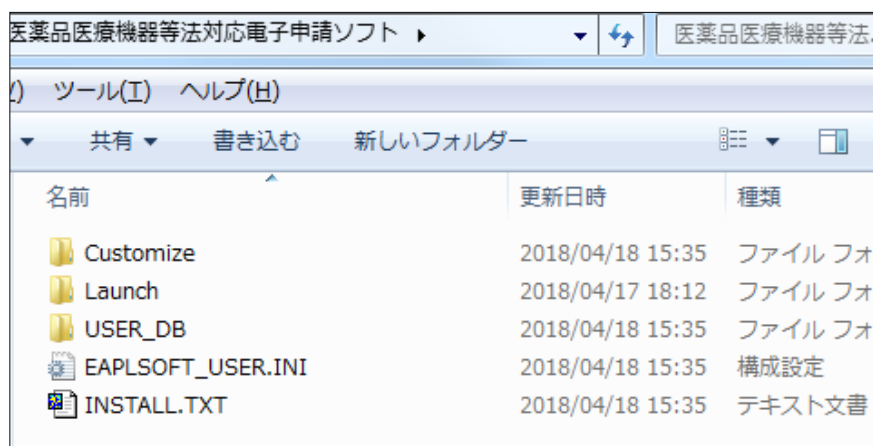 医薬品医療機器等法対応電子申請ソフト 医薬品医療機器等法
ツール(T) ヘルプ(H)
共有 書き込む 新しいフォルダー
名前 更新日時 種類
Customize 2018/04/18 15:35 ファイル フォ
Launch 2018/04/17 18:12 ファイル フォ
USER_DB 2018/04/18 15:35 ファイル フォ
EAPLSOFT_USER.INI 2018/04/18 15:35 構成設定
INSTALL.TXT 2018/04/18 15:35 テキスト文書